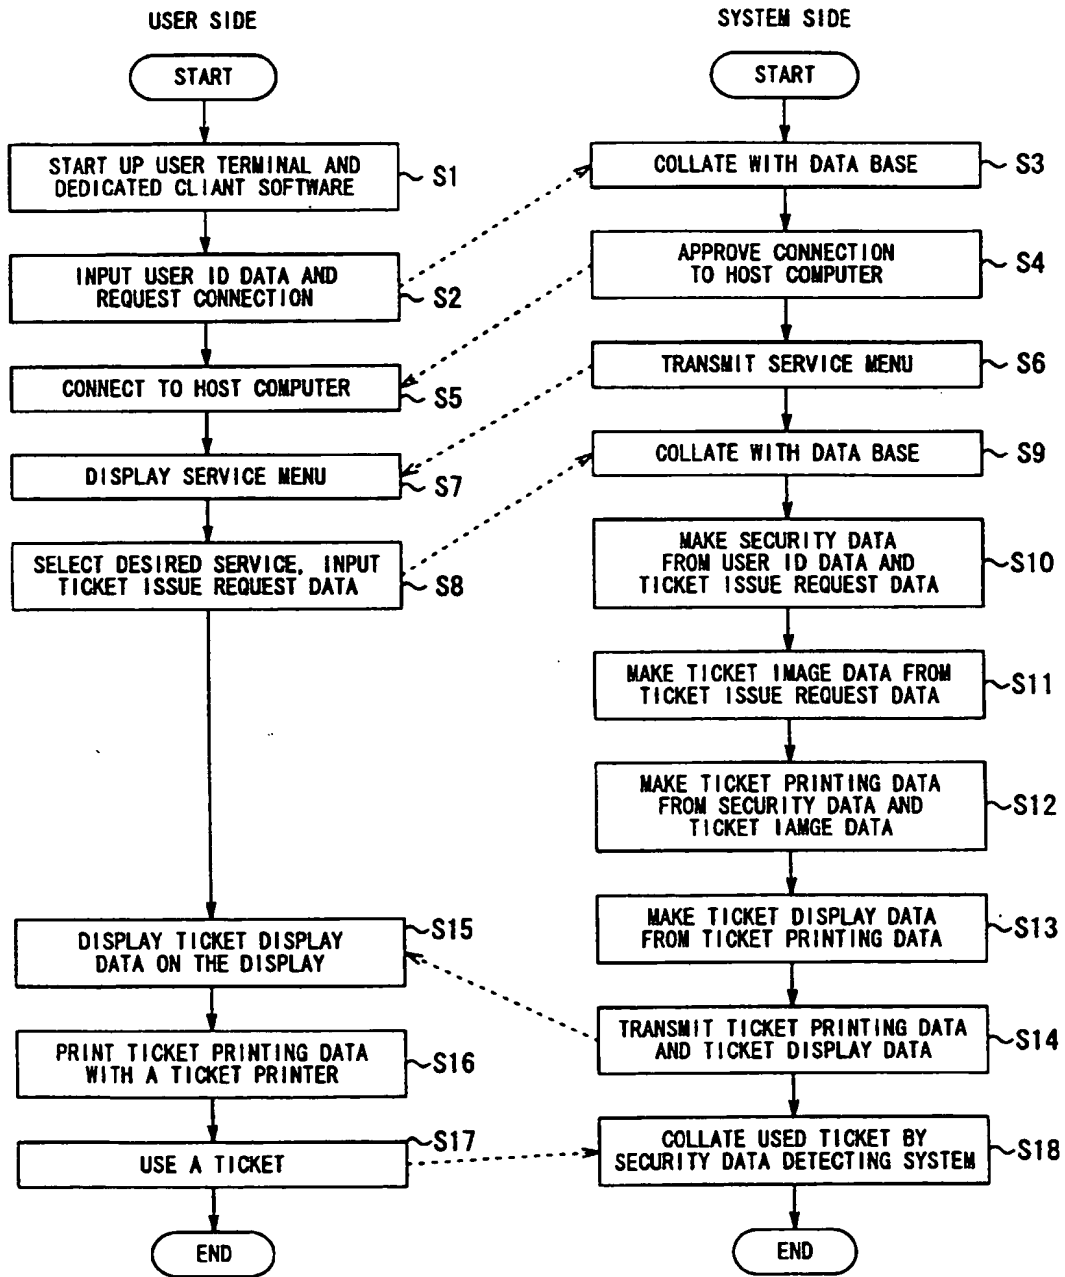 USER SIDE
START
START UP USER TERMINAL AND
DEDICATED CLIANT SOFTWARE
S1
INPUT USER ID DATA AND
REQUEST CONNECTION
S2
CONNECT TO HOST COMPUTER
S5
DISPLAY SERVICE MENU
S7
SELECT DESIRED SERVICE, INPUT
TICKET ISSUE REQUEST DATA
S8
DISPLAY TICKET DISPLAY
DATA ON THE DISPLAY
S15
PRINT TICKET PRINTING DATA
WITH A TICKET PRINTER
S16
USE A TICKET
S17
END
SYSTEM SIDE
START
COLLATE WITH DATA BASE
S3
APPROVE CONNECTION
TO HOST COMPUTER
S4
TRANSMIT SERVICE MENU
S6
COLLATE WITH DATA BASE
S9
MAKE SECURITY DATA
FROM USER ID DATA AND
TICKET ISSUE REQUEST DATA
S10
MAKE TICKET IMAGE DATA FROM
TICKET ISSUE REQUEST DATA
S11
MAKE TICKET PRINTING DATA
FROM SECURITY DATA AND
TICKET IAMGE DATA
S12
MAKE TICKET DISPLAY DATA
FROM TICKET PRINTING DATA
S13
TRANSMIT TICKET PRINTING DATA
AND TICKET DISPLAY DATA
S14
COLLATE USED TICKET BY
SECURITY DATA DETECTING SYSTEM
S18
END